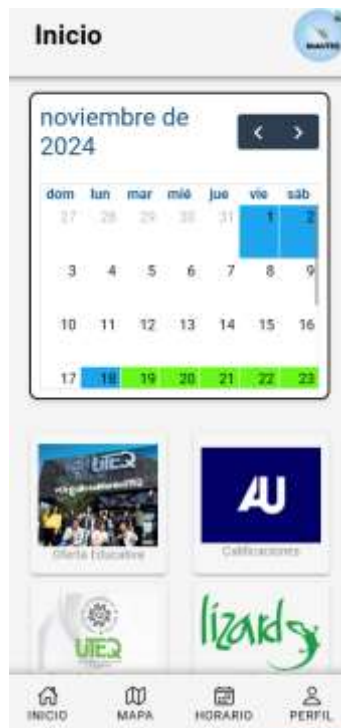 Inicio
noviembre de
2024
dom lun mar mié jue vie sáb
27 28 29 30 31 1 2
3 4 5 6 7 8 9
10 11 12 13 14 15 16
17 18 19 20 21 22 23
UTEQ
Oferta Educativa
AU
Calificaciones
UTEQ
lizards
INICIO MAPA HORARIO PERFIL